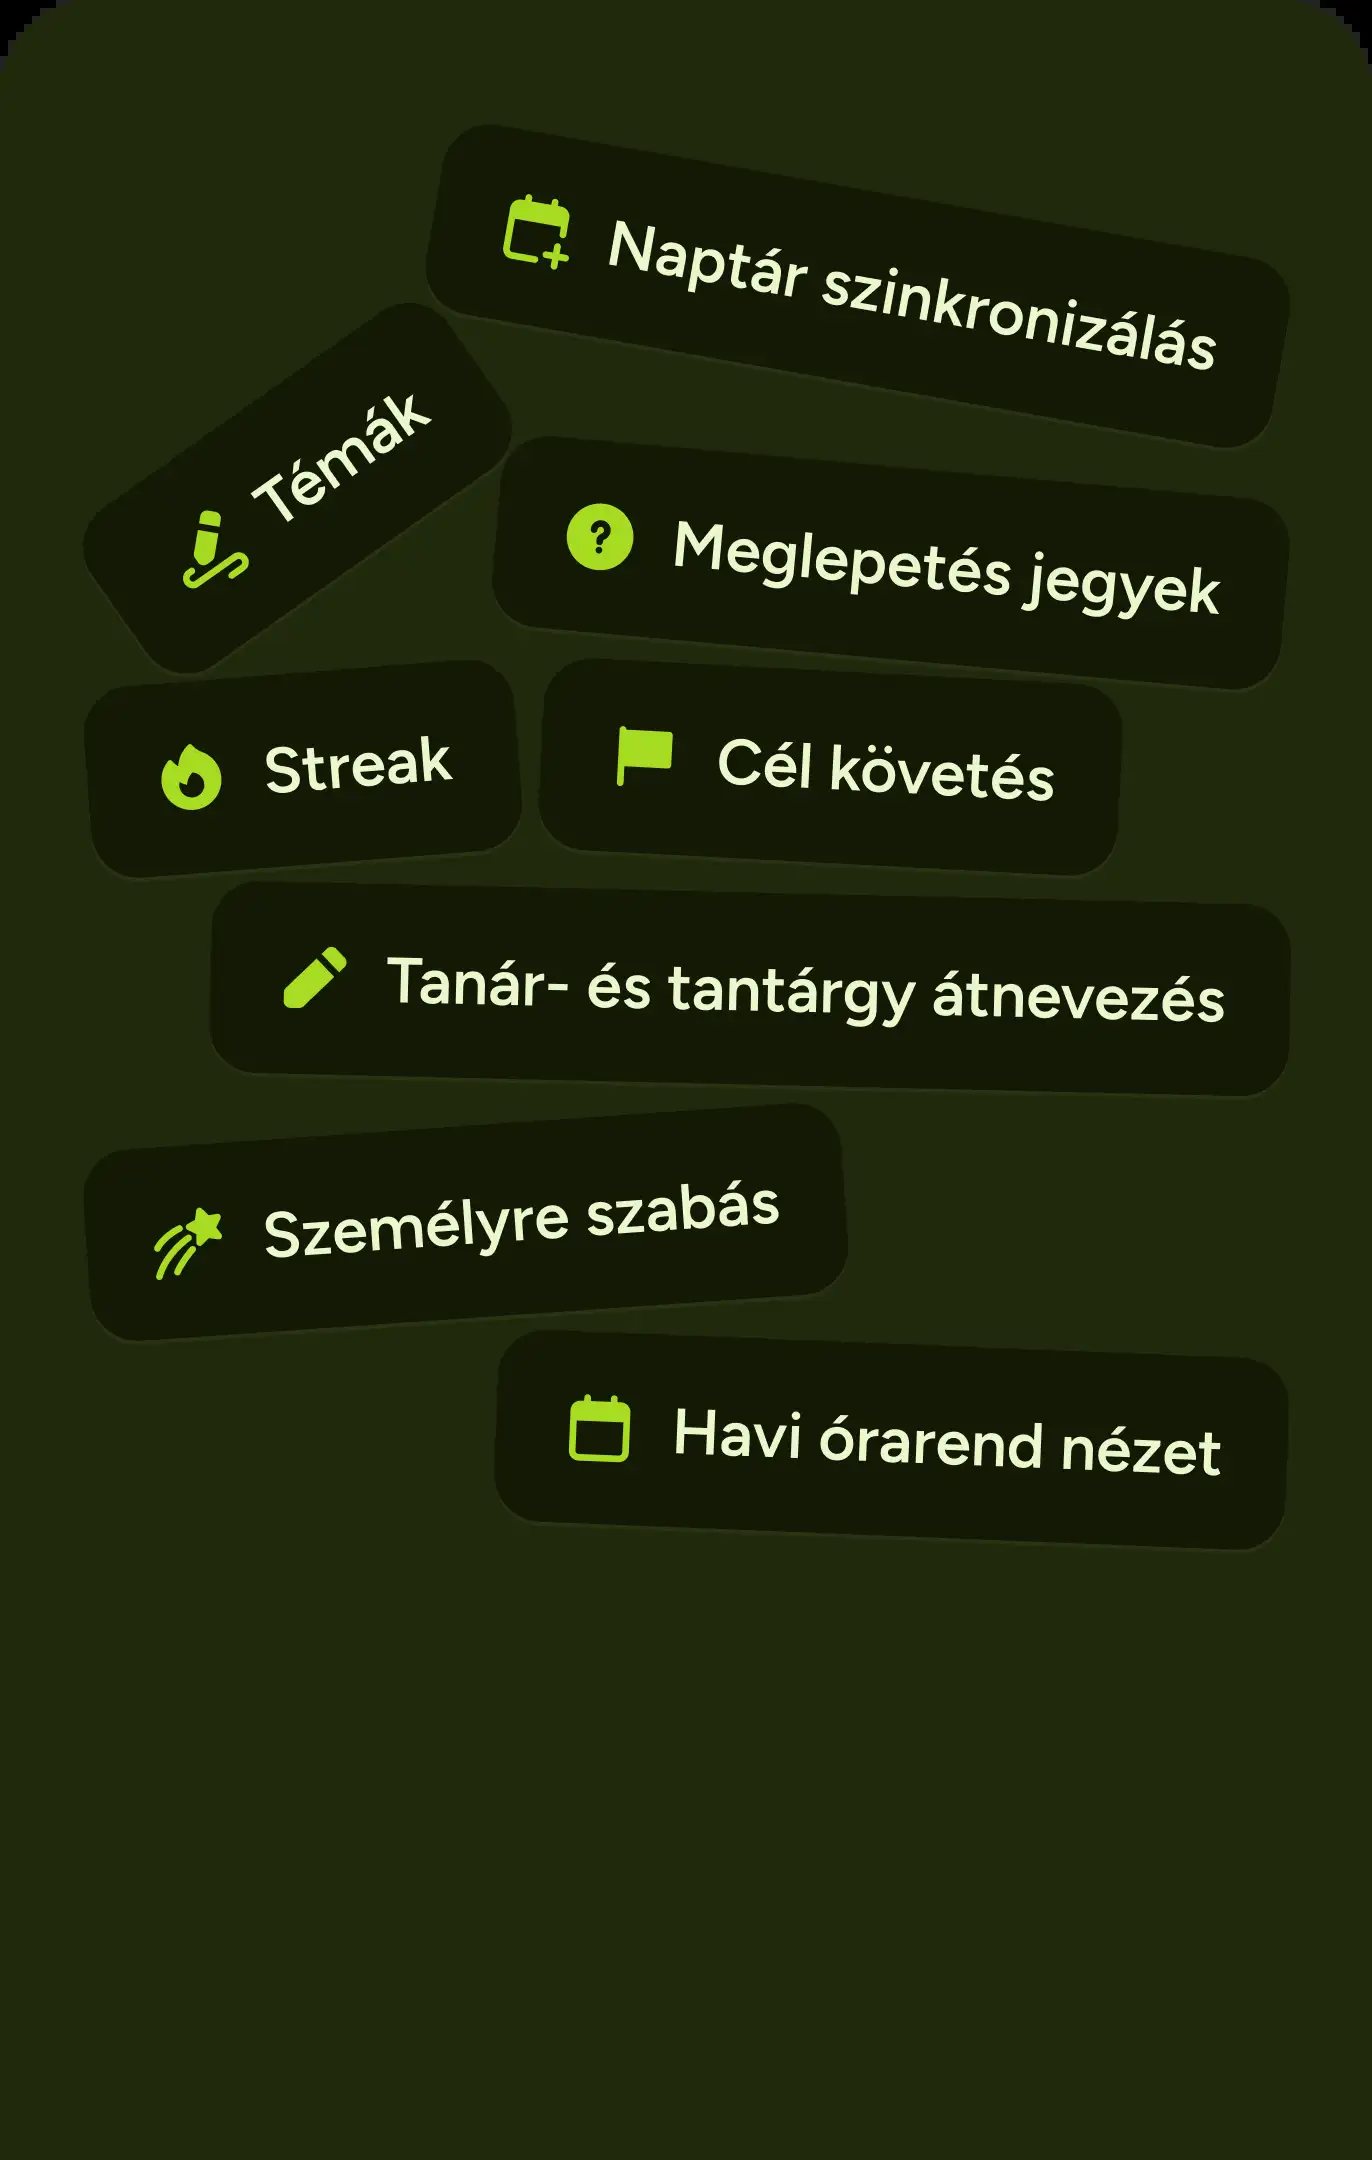 Naptár szinkronizálás
Témák
Meglepetés jegyek
Streak
Cél követés
Tanár- és tantárgy átnevezés
Személyre szabás
Havi órarend nézet